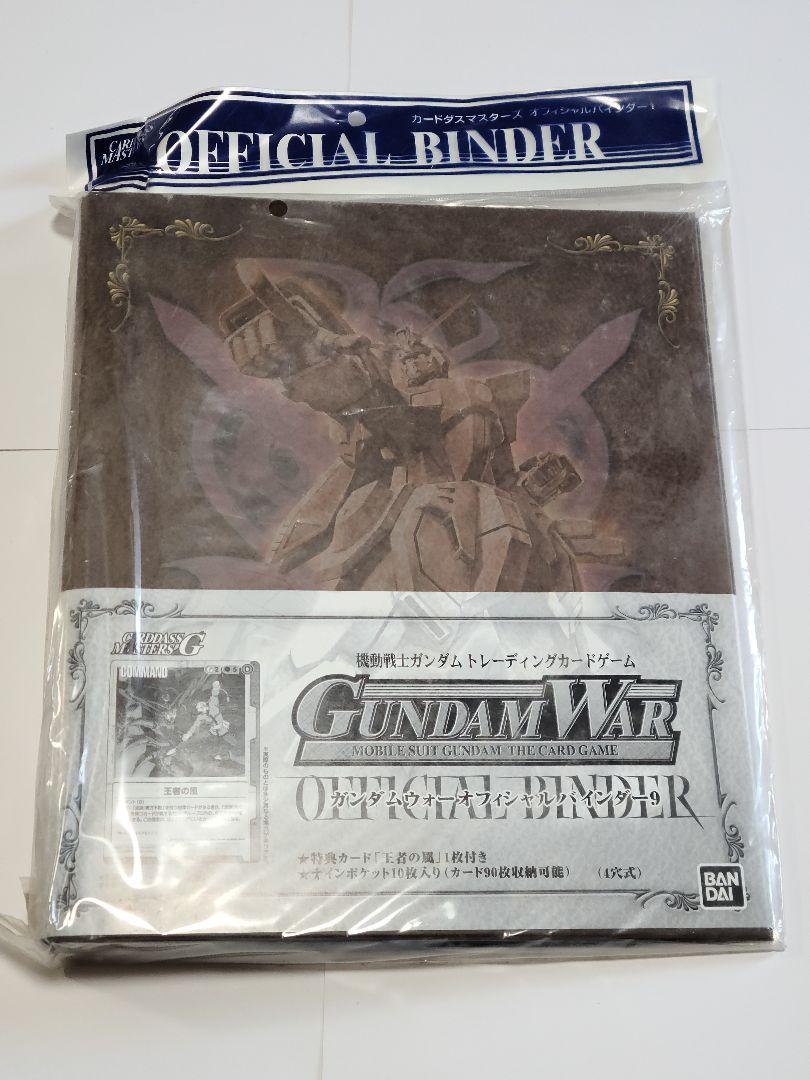 カードダスマスターズ オフィシャルバインダー
OFFICIAL BINDER
CARDDASS
MASTERS G
COMMAND
王者の風
機動戦士ガンダム トレーディングカードゲーム
GUNDAM WAR
MOBILE SUIT GUNDAM THE CARD GAME
OFFICIAL BINDER
ガンダムウォー オフィシャルバインダー9
★特典カード「王者の風」1枚付き
★ナインポケット10枚入り(カード90枚収納可能) (4穴式)
BAN
DAI